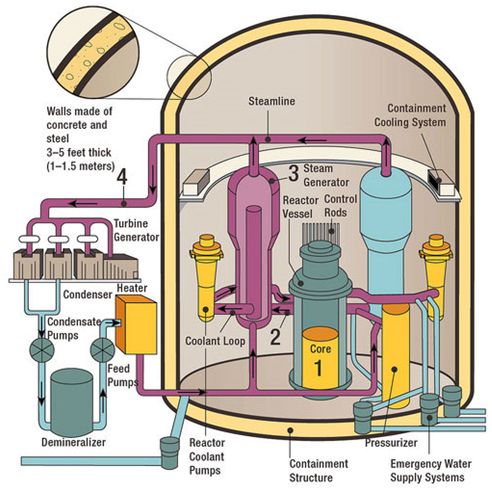 Walls made of
concrete and
steel
3–5 feet thick
(1–1.5 meters)
Steamline
Containment
Cooling System
4
3
Steam
Generator
Reactor
Vessel
Control
Rods
Turbine
Generator
Condenser
Heater
Condensate
Pumps
Coolant Loop
2
Core
1
Feed
Pumps
Demineralizer
Reactor
Coolant
Pumps
Containment
Structure
Pressurizer
Emergency Water
Supply Systems